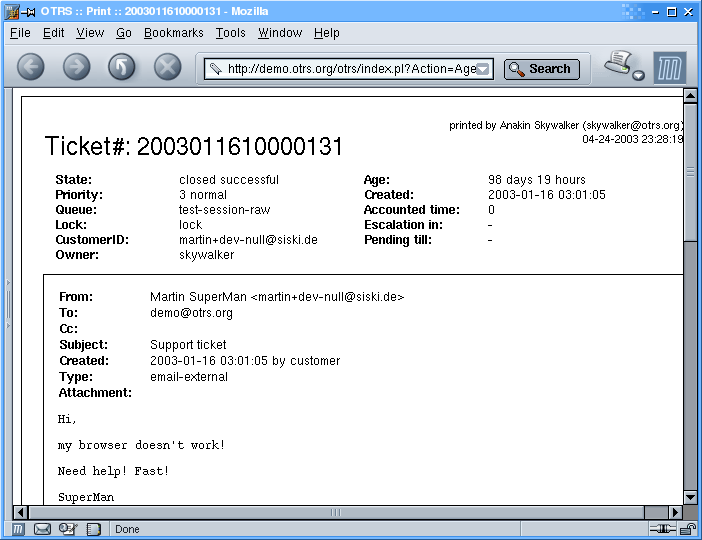 OTRS :: Print :: 2003011610000131 - Mozilla
File Edit View Go Bookmarks Tools Window Help
http://demo.otrs.org/otrs/index.pl?Action=Age Search
printed by Anakin Skywalker (skywalker@otrs.org)
Ticket#: 2003011610000131 04-24-2003 23:28:19
State: closed successful Age: 98 days 19 hours
Priority: 3 normal Created: 2003-01-16 03:01:05
Queue: test-session-raw Accounted time: 0
Lock: lock Escalation in: -
CustomerID: martin+dev-null@siski.de Pending till: -
Owner: skywalker
From: Martin SuperMan <martin+dev-null@siski.de>
To: demo@otrs.org
Cc:
Subject: Support ticket
Created: 2003-01-16 03:01:05 by customer
Type: email-external
Attachment:
Hi,
my browser doesn't work!
Need help! Fast!
SuperMan
Done